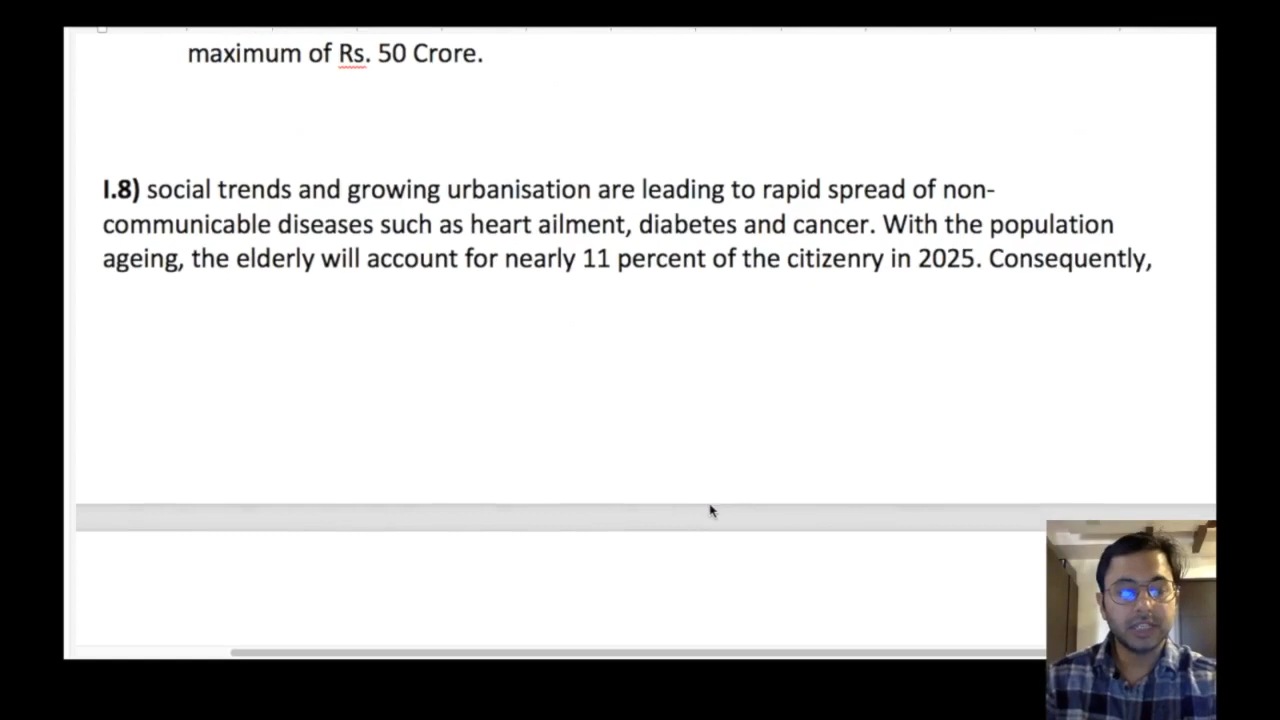 maximum of Rs. 50 Crore.
I.8) social trends and growing urbanisation are leading to rapid spread of non-
communicable diseases such as heart ailment, diabetes and cancer. With the population
ageing, the elderly will account for nearly 11 percent of the citizenry in 2025. Consequently,